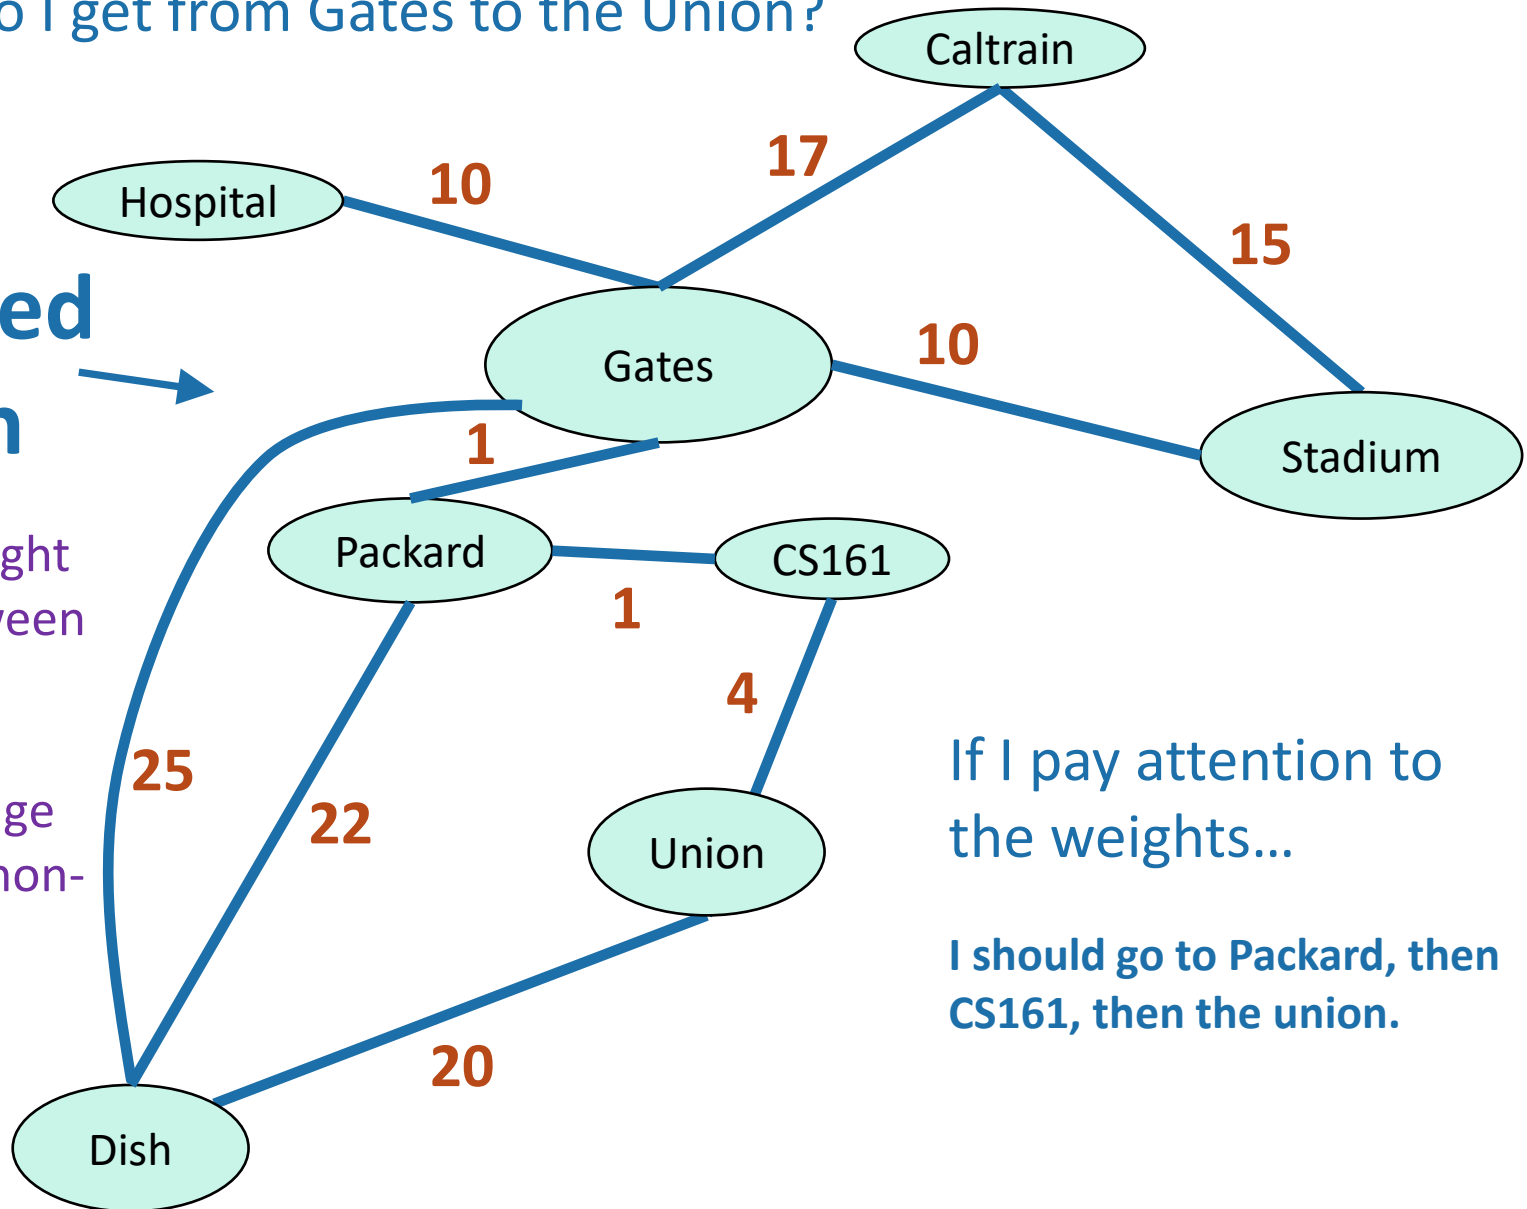 o I get from Gates to the Union?
Caltrain
17
10
Hospital
15
ed
10
Gates
n
1
Stadium
ght
Packard
CS161
ween
1
4
If I pay attention to
25
ge
22
the weights...
Union
non-
I should go to Packard, then
CS161, then the union.
20
Dish